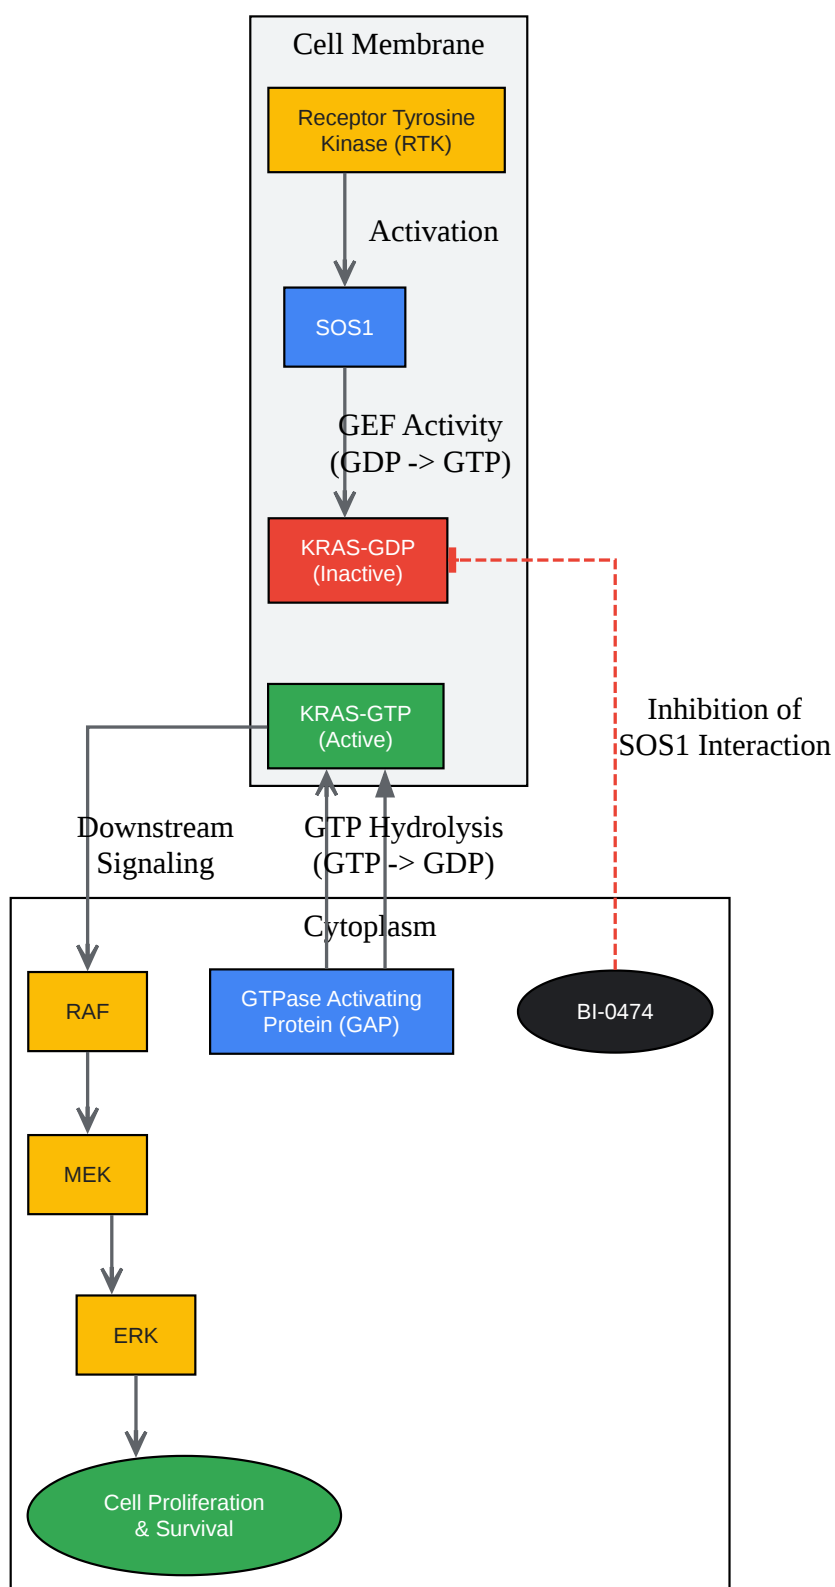 Cell Membrane
Receptor Tyrosine
Kinase (RTK)
Activation
SOS1
GEF Activity
(GDP -> GTP)
KRAS-GDP
(Inactive)
KRAS-GTP
(Active)
Inhibition of
SOS1 Interaction
Downstream
Signaling
GTP Hydrolysis
(GTP -> GDP)
Cytoplasm
RAF
GTPase Activating
Protein (GAP)
BI-0474
MEK
ERK
Cell Proliferation
& Survival